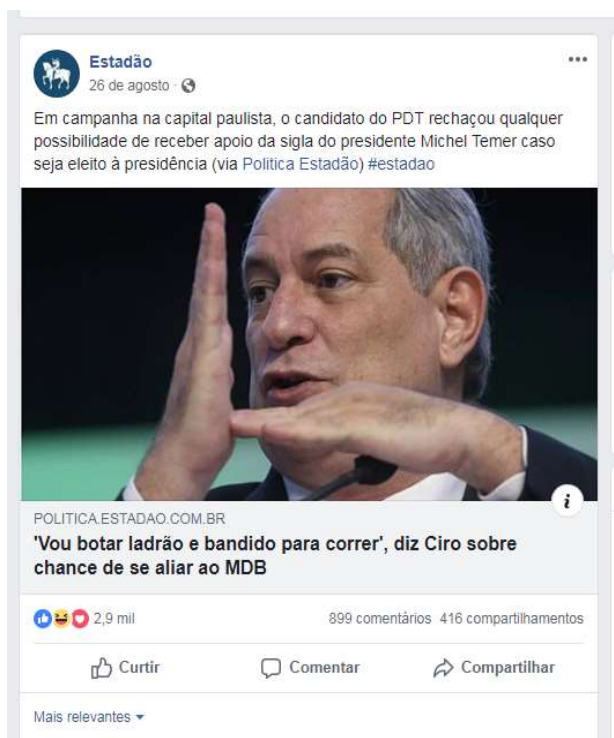 Estadão
26 de agosto ·
Em campanha na capital paulista, o candidato do PDT rechaçou qualquer
possibilidade de receber apoio da sigla do presidente Michel Temer caso
seja eleito à presidência (via Politica Estadão) #estadao
i
POLITICA.ESTADAO.COM.BR
'Vou botar ladrão e bandido para correr', diz Ciro sobre
chance de se aliar ao MDB
2,9 mil 899 comentários 416 compartilhamentos
Curtir Comentar Compartilhar
Mais relevantes